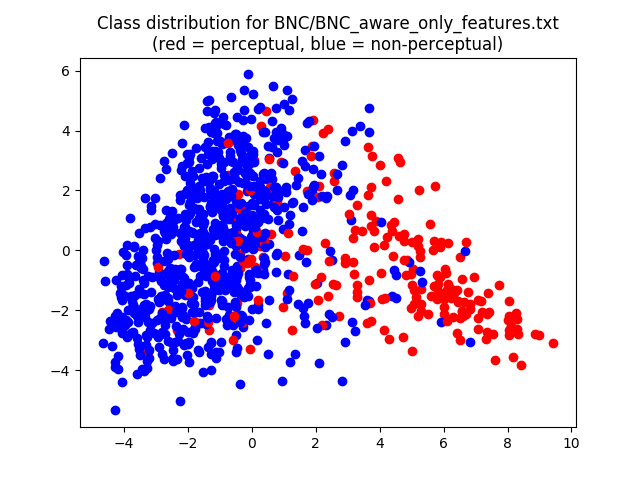 Class distribution for BNC/BNC_aware_only_features.txt
(red = perceptual, blue = non-perceptual)
6
4
2
0
−2
−4
−4 −2 0 2 4 6 8 10